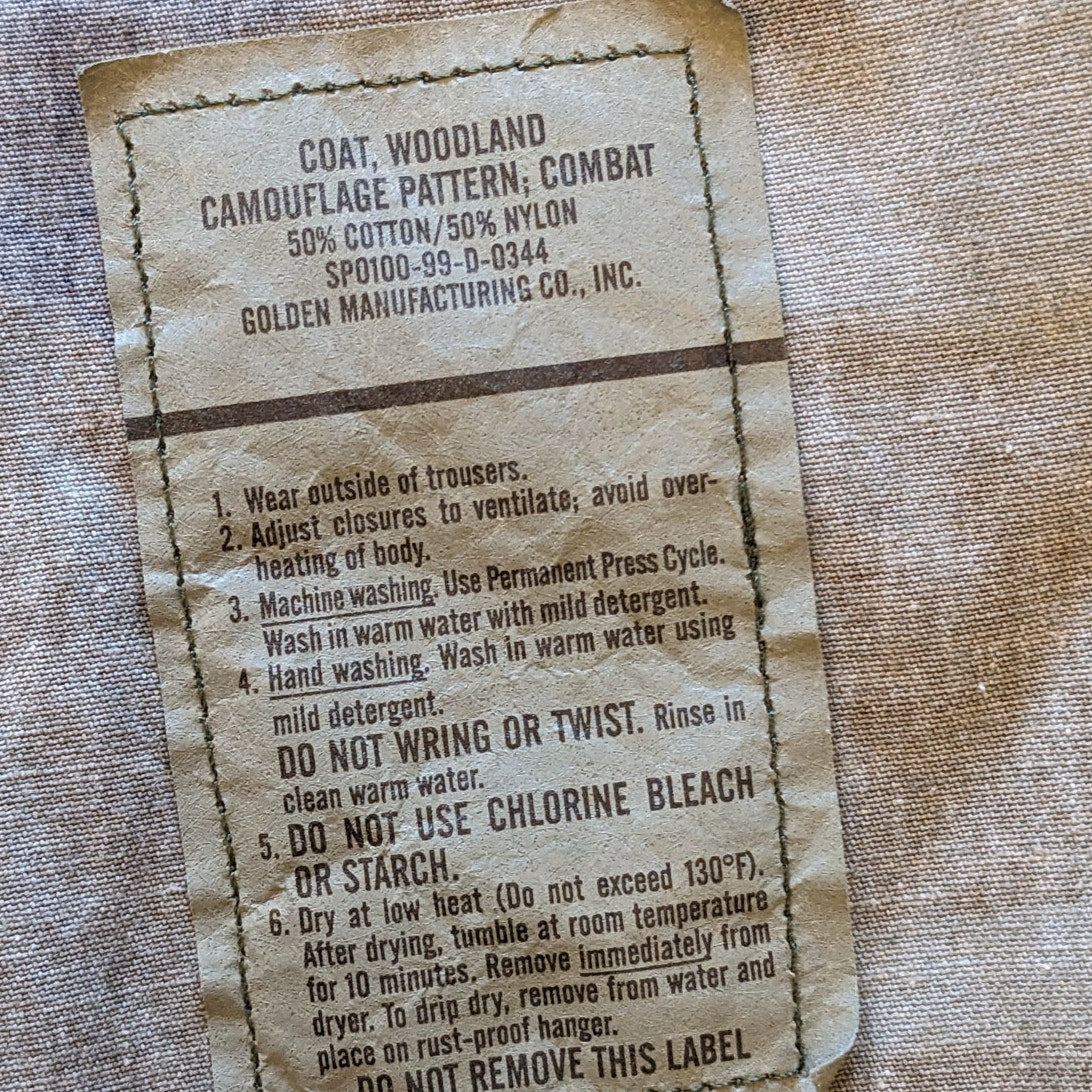 COAT, WOODLAND
CAMOUFLAGE PATTERN; COMBAT
50% COTTON/50% NYLON
SPO100-99-D-0344
GOLDEN MANUFACTURING CO., INC.
1. Wear outside of trousers.
2. Adjust closures to ventilate; avoid over-
heating of body.
3. Machine washing. Use Permanent Press Cycle.
Wash in warm water with mild detergent.
4. Hand washing. Wash in warm water using
mild detergent.
DO NOT WRING OR TWIST. Rinse in
clean warm water.
5. DO NOT USE CHLORINE BLEACH
OR STARCH.
6. Dry at low heat (Do not exceed 130°F).
After drying, tumble at room temperature
for 10 minutes. Remove immediately from
dryer. To drip dry, remove from water and
place on rust-proof hanger.
DO NOT REMOVE THIS LABEL